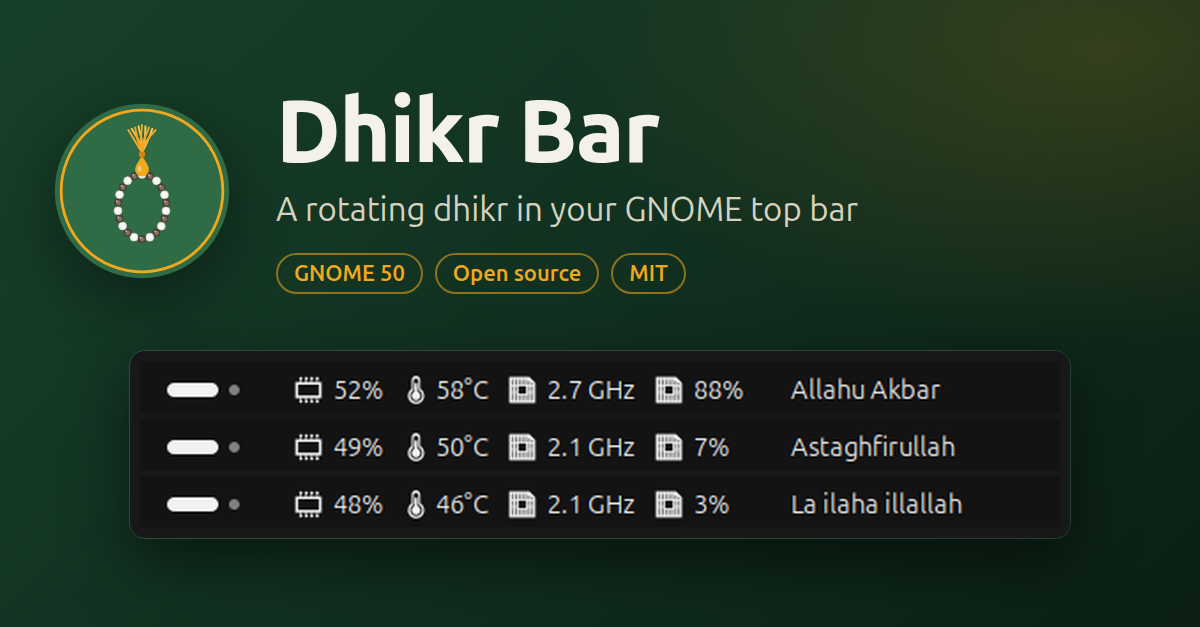 Dhikr Bar
A rotating dhikr in your GNOME top bar
GNOME 50 Open source MIT
52% 58°C 2.7 GHz 88% Allahu Akbar
49% 50°C 2.1 GHz 7% Astaghfirullah
48% 46°C 2.1 GHz 3% La ilaha illallah